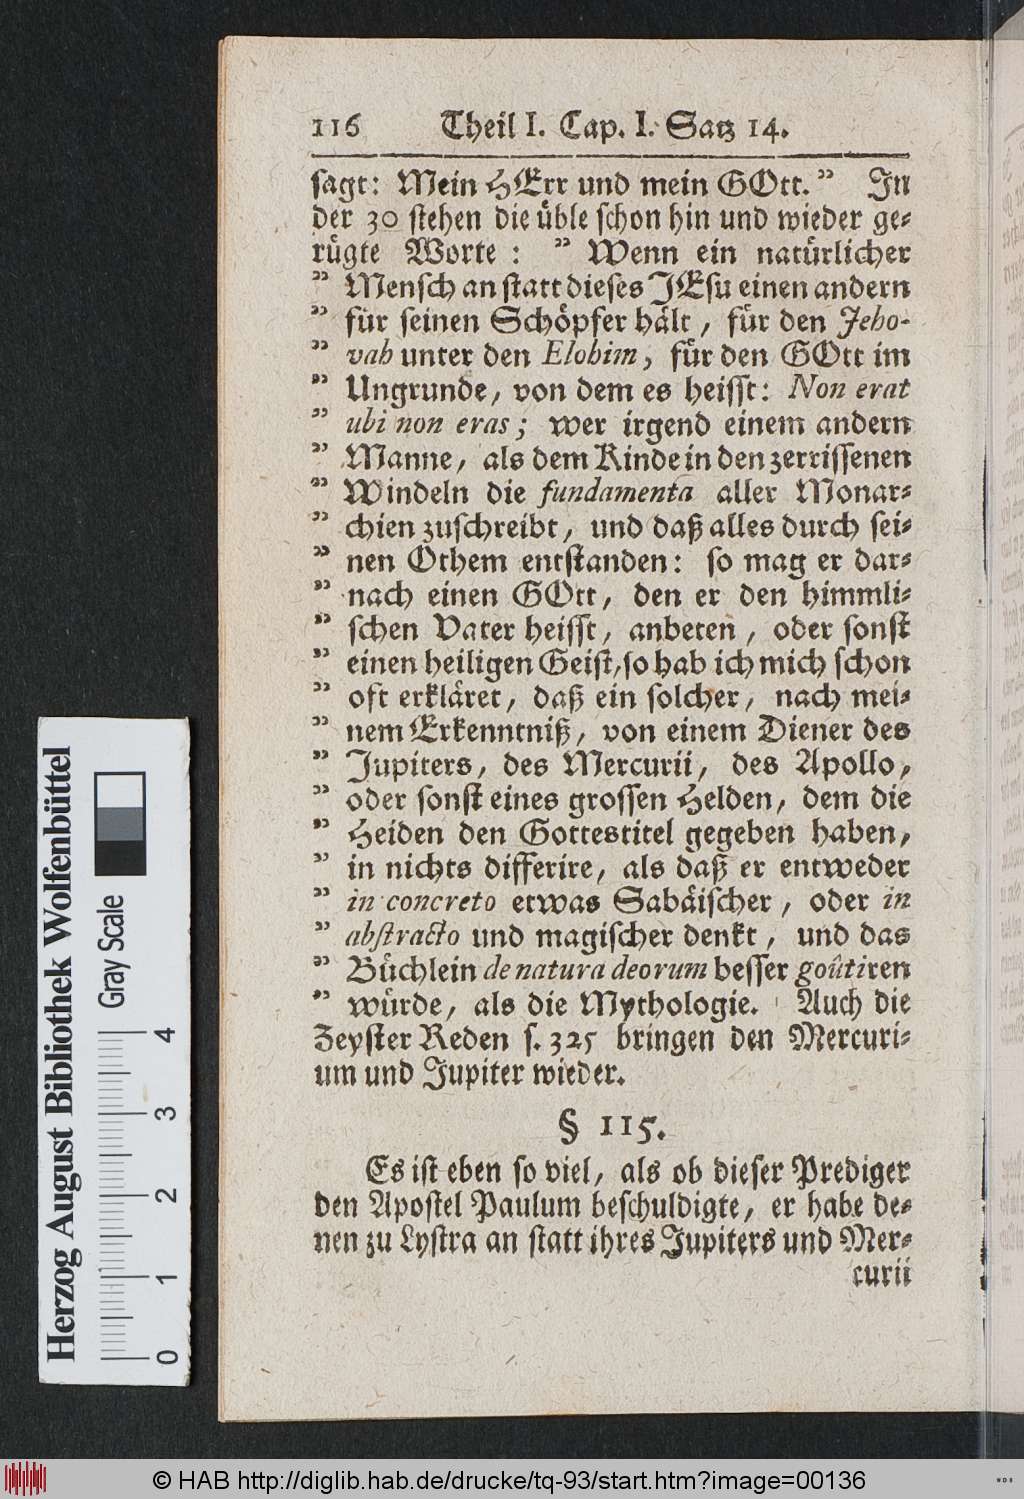 116 Theil I. Cap. I. Satz 14.
sagt: Mein HErr und mein GOtt.” In
der 30 stehen die üble schon hin und wieder ge-
rügte Worte : ” Wenn ein natürlicher
” Mensch an statt dieses JEsu einen andern
” für seinen Schöpfer hält, für den Jeho-
” vah unter den Elohim, für den GOtt im
” Ungrunde, von dem es heisst: Non erat
” ubi non eras; wer irgend einem andern
” Manne, als dem Kinde in den zerrissenen
” Windeln die fundamenta aller Monar-
” chien zuschreibt, und daß alles durch sei-
” nen Othem entstanden: so mag er dar-
” nach einen GOtt, den er den himmli-
” schen Vater heisst, anbeten, oder sonst
” einen heiligen Geist, so hab ich mich schon
” oft erkläret, daß ein solcher, nach mei-
” nem Erkenntniß, von einem Diener des
” Jupiters, des Mercurii, des Apollo,
” oder sonst eines grossen Helden, dem die
” Heiden den Gottestitel gegeben haben,
” in nichts differire, als daß er entweder
” in concreto etwas Sabäischer, oder in
” abstracto und magischer denkt, und das
” Büchlein de natura deorum besser goûtiren
” würde, als die Mythologie. Auch die
Zeyster Reden s. 325 bringen den Mercuri-
um und Jupiter wieder.
§ 115.
Es ist eben so viel, als ob dieser Prediger
den Apostel Paulum beschuldigte, er habe de-
nen zu Lystra an statt ihres Jupiters und Mer-
curii
Herzog August Bibliothek Wolfenbüttel
Gray Scale
0 1 2 3 4
© HAB http://diglib.hab.de/drucke/tq-93/start.htm?image=00136